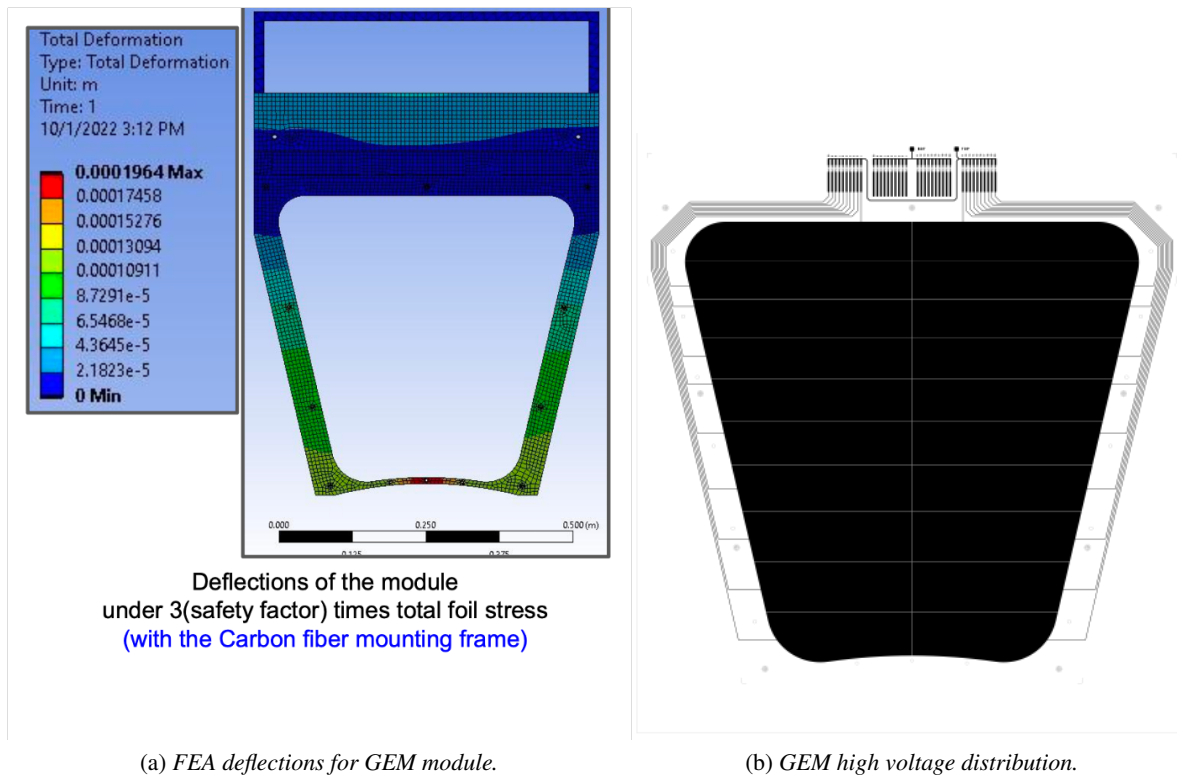 Total Deformation
Type: Total Deformation
Unit: m
Time: 1
10/1/2022 3:12 PM
0.0001964 Max
0.00017458
0.00015276
0.00013094
0.00010911
8.7291e-5
6.5468e-5
4.3645e-5
2.1823e-5
0 Min
0.000
0.250
0.500 (m)
0.125
0.375
Deflections of the module
under 3(safety factor) times total foil stress
(with the Carbon fiber mounting frame)
TOP
(a) FEA deflections for GEM module.
(b) GEM high voltage distribution.